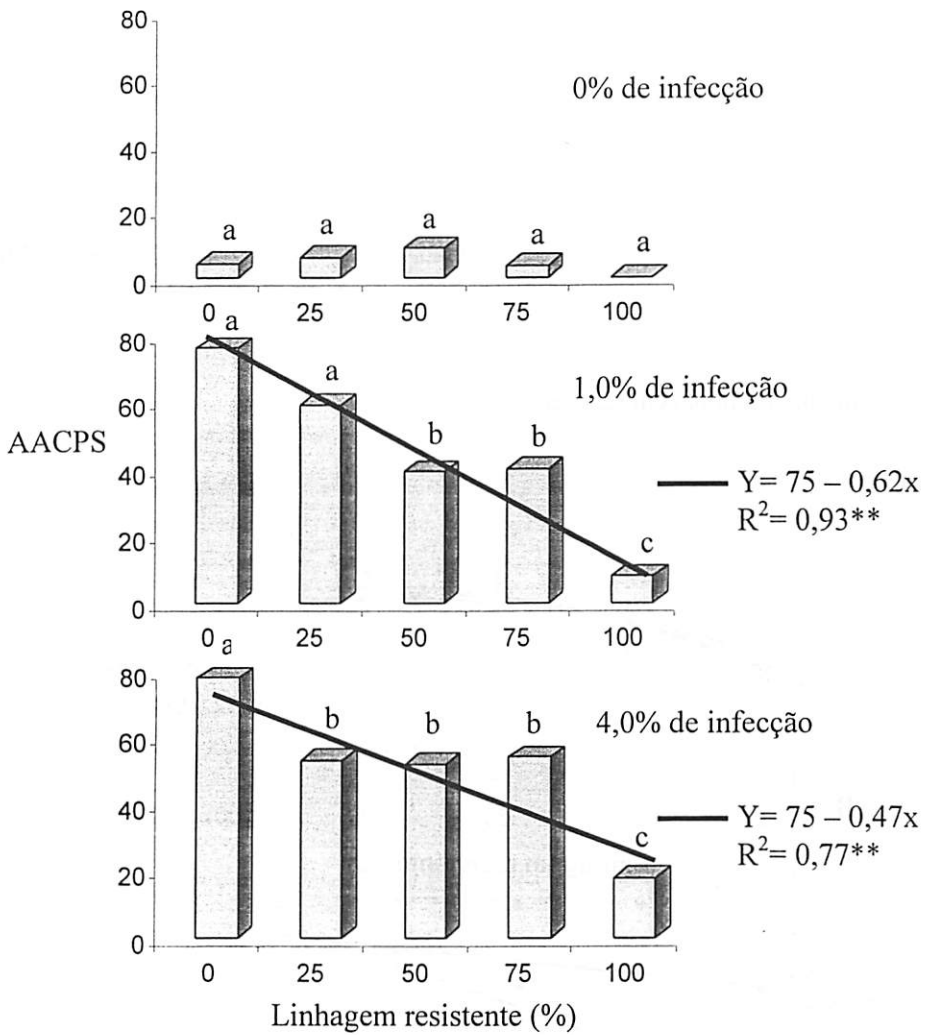 80
60
0% de infecção
40
20
a a a a a
0
0 25 50 75 100
a
80
a
1,0% de infecção
60
b b
AACPS
40
Y= 75 – 0,62x
R²= 0,93**
20
c
0
0 25 50 75 100
a
80
b b b
4,0% de infecção
60
40
Y= 75 – 0,47x
R²= 0,77**
c
20
0
0 25 50 75 100
Linhagem resistente (%)